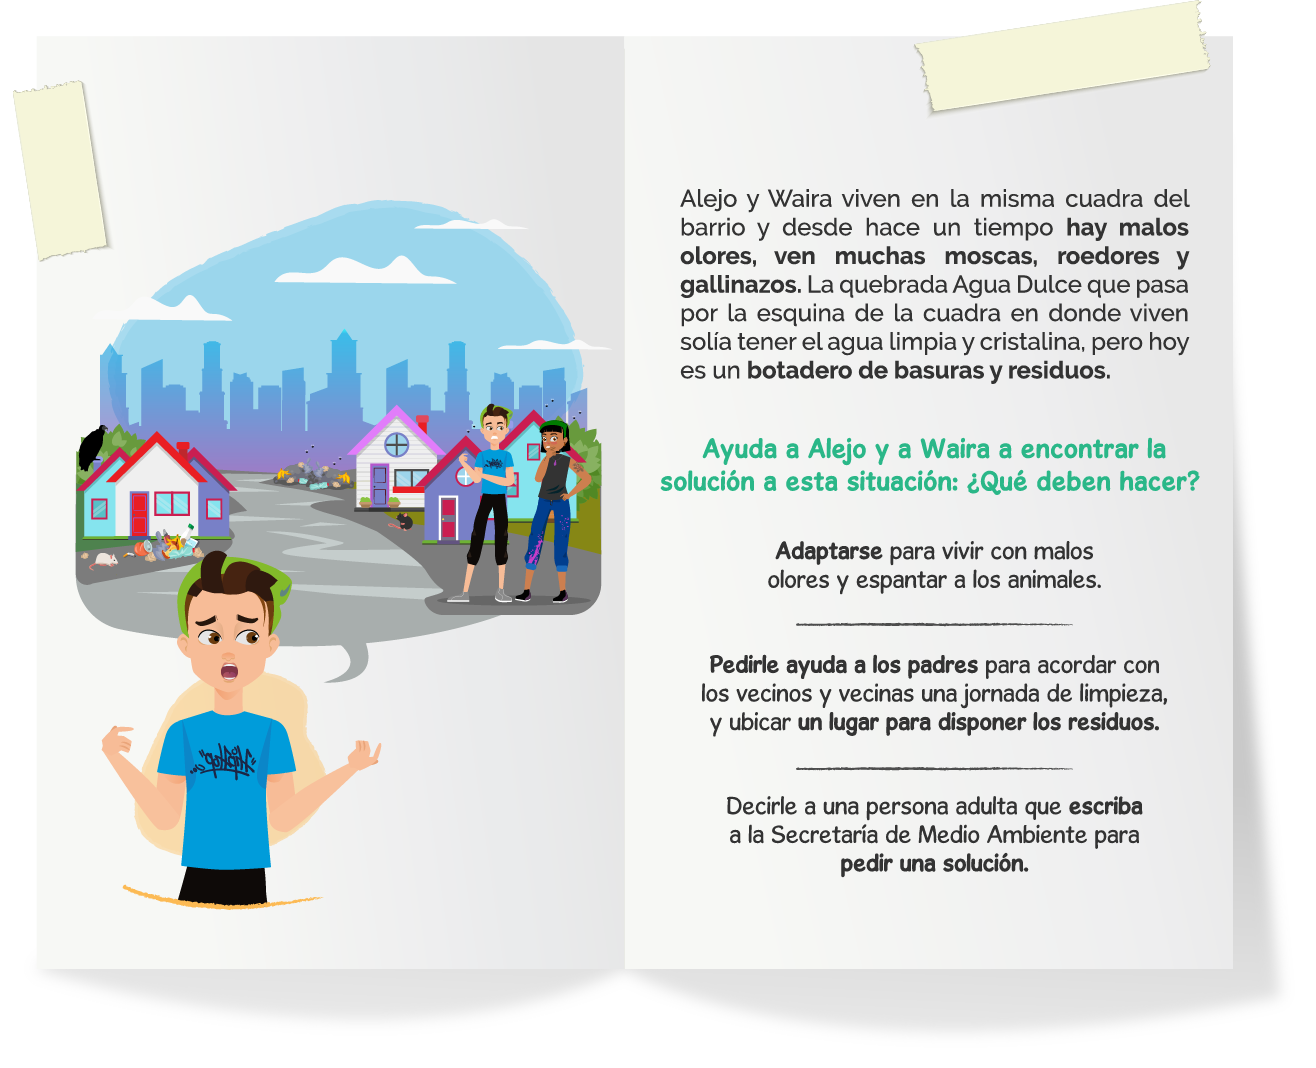 Alejo y Waira viven en la misma cuadra del
barrio y desde hace un tiempo hay malos
olores, ven muchas moscas, roedores y
gallinazos. La quebrada Agua Dulce que pasa
por la esquina de la cuadra en donde viven
solía tener el agua limpia y cristalina, pero hoy
es un botadero de basuras y residuos.
Ayuda a Alejo y a Waira a encontrar la
solución a esta situación: ¿Qué deben hacer?
Adaptarse para vivir con malos
olores y espantar a los animales.
Pedirle ayuda a los padres para acordar con
los vecinos y vecinas una jornada de limpieza,
y ubicar un lugar para disponer los residuos.
Decirle a una persona adulta que escriba
a la Secretaría de Medio Ambiente para
pedir una solución.